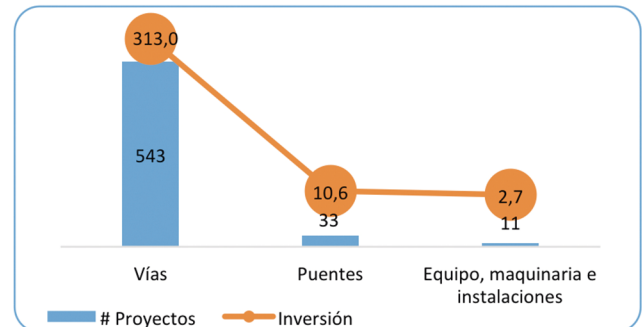 313,0
543
10,6
33
2,7
11
Vías
Puentes
Equipo, maquinaria e
instalaciones
# Proyectos
Inversión